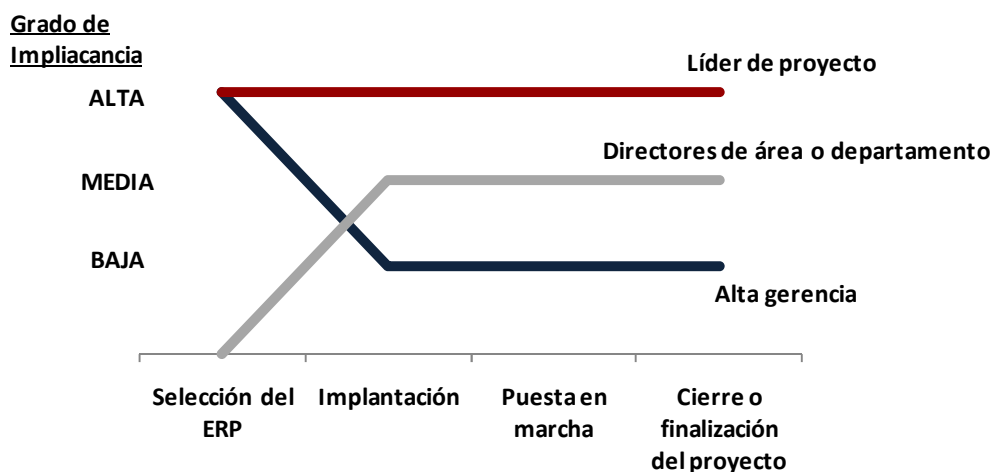 Grado de
Impliacancia
Líder de proyecto
ALTA
Directores de área o departamento
MEDIA
BAJA
Alta gerencia
Selección del
ERP
Implantación
Puesta en
marcha
Cierre o
finalización
del proyecto